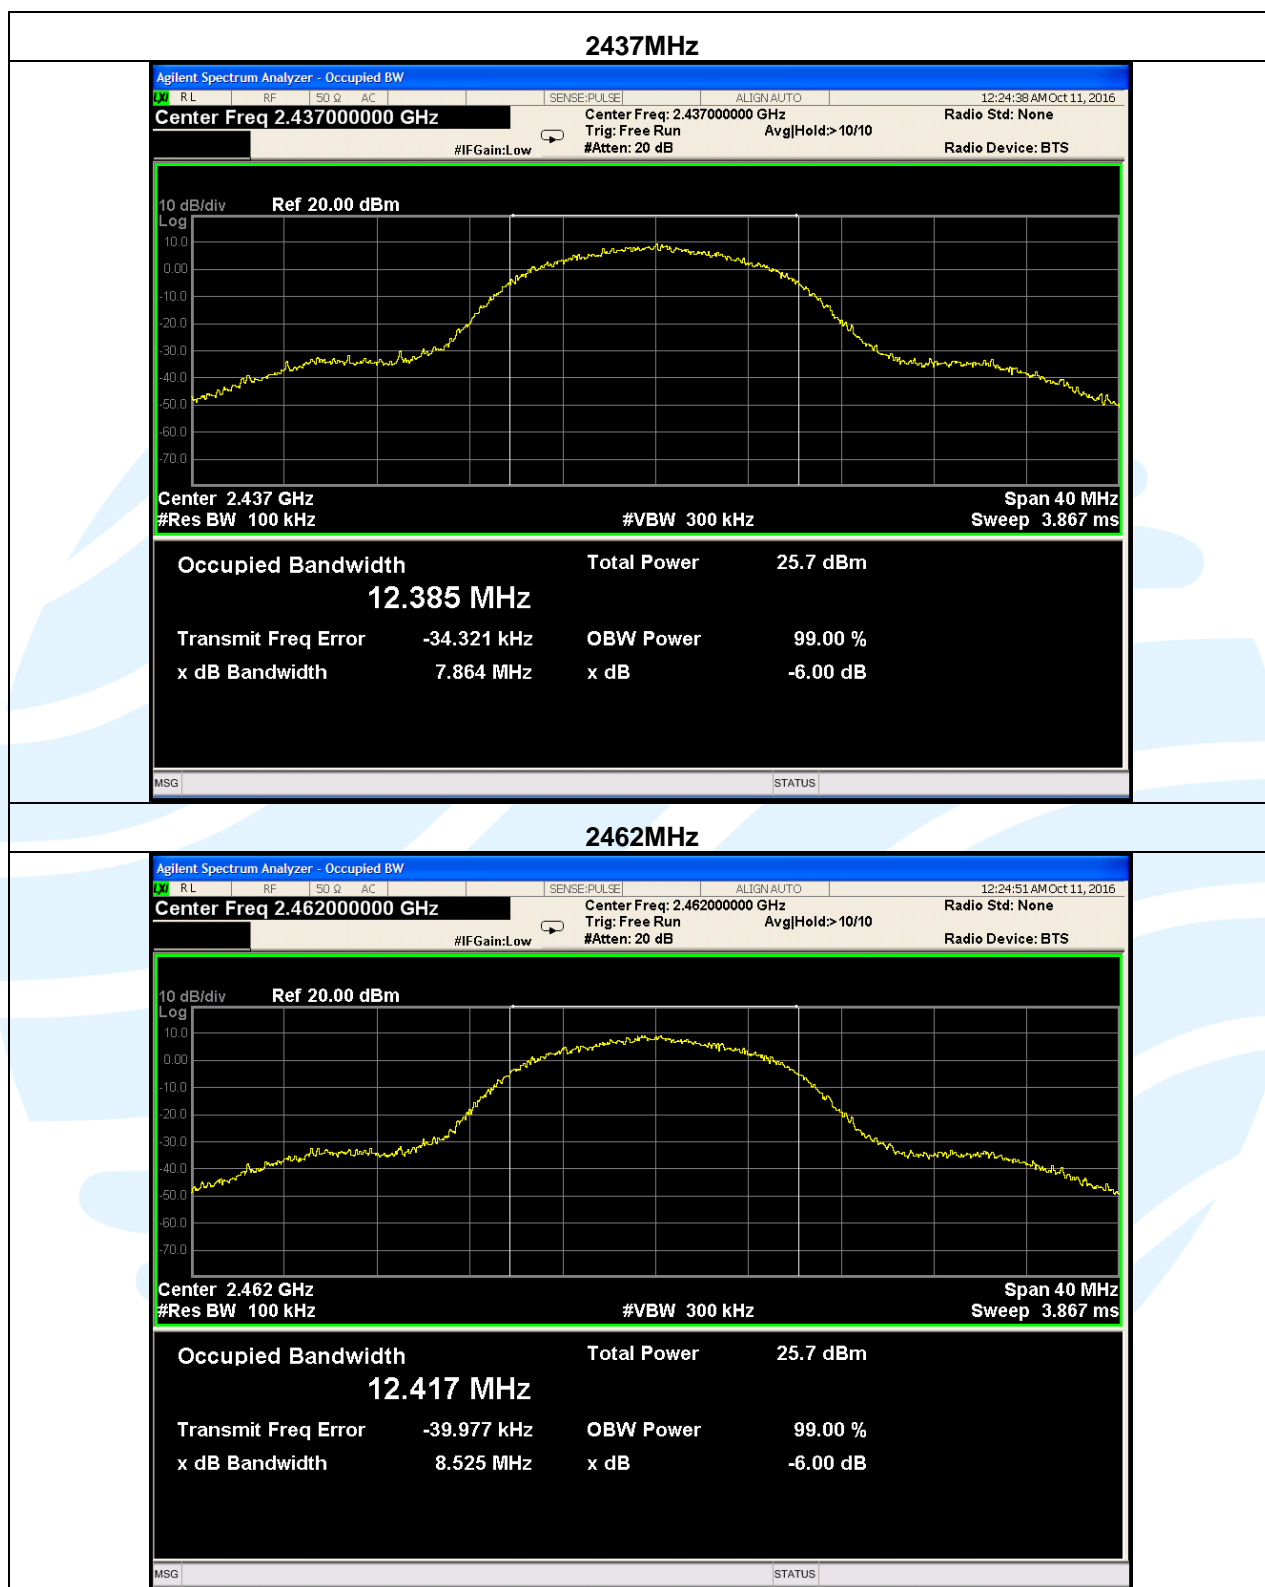 2437MHz
Agilent Spectrum Analyzer - Occupied BW
LXI RL RF 50 Ω AC SENSE:PULSE ALIGN AUTO 12:24:38 AM Oct 11, 2016
Center Freq 2.437000000 GHz Center Freq: 2.437000000 GHz Radio Std: None
Trig: Free Run Avg|Hold:>10/10
#IFGain:Low #Atten: 20 dB Radio Device: BTS
10 dB/div Ref 20.00 dBm
Log
10.0
0.00
-10.0
-20.0
-30.0
-40.0
-50.0
-60.0
-70.0
Center 2.437 GHz Span 40 MHz
#Res BW 100 kHz #VBW 300 kHz Sweep 3.867 ms
Occupied Bandwidth Total Power 25.7 dBm
12.385 MHz
Transmit Freq Error -34.321 kHz OBW Power 99.00 %
x dB Bandwidth 7.864 MHz x dB -6.00 dB
MSG STATUS
2462MHz
Agilent Spectrum Analyzer - Occupied BW
LXI RL RF 50 Ω AC SENSE:PULSE ALIGN AUTO 12:24:51 AM Oct 11, 2016
Center Freq 2.462000000 GHz Center Freq: 2.462000000 GHz Radio Std: None
Trig: Free Run Avg|Hold:>10/10
#IFGain:Low #Atten: 20 dB Radio Device: BTS
10 dB/div Ref 20.00 dBm
Log
10.0
0.00
-10.0
-20.0
-30.0
-40.0
-50.0
-60.0
-70.0
Center 2.462 GHz Span 40 MHz
#Res BW 100 kHz #VBW 300 kHz Sweep 3.867 ms
Occupied Bandwidth Total Power 25.7 dBm
12.417 MHz
Transmit Freq Error -39.977 kHz OBW Power 99.00 %
x dB Bandwidth 8.525 MHz x dB -6.00 dB
MSG STATUS